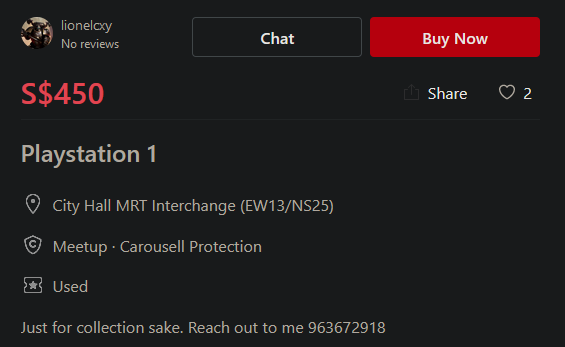 lionelcxy
No reviews
Chat
Buy Now
S$450
Share
2
Playstation 1
City Hall MRT Interchange (EW13/NS25)
Meetup · Carousell Protection
Used
Just for collection sake. Reach out to me 963672918